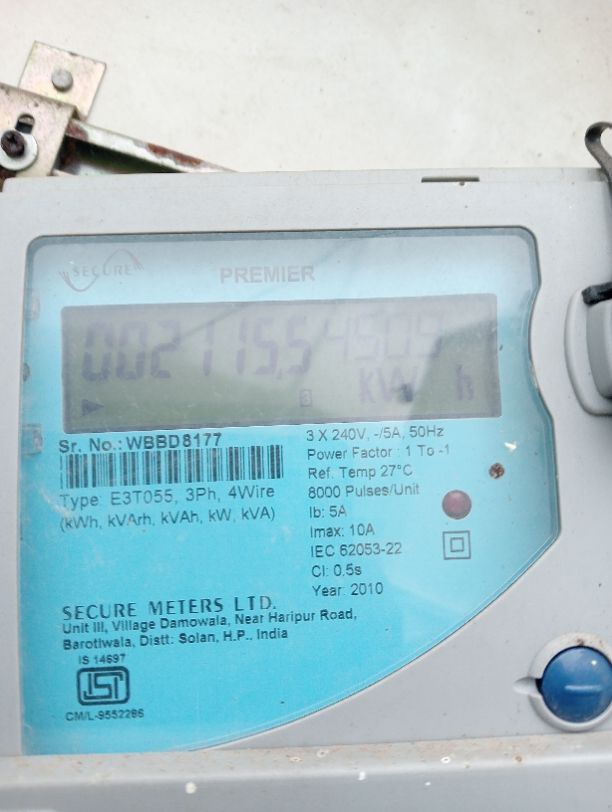 SECURE
PREMIER
002115.54509
3
kW h
Sr. No.: WBBD8177
Type E3T055, 3Ph, 4Wire
(kWh, kVArh, kVAh, kW, kVA)
3 X 240V, -/5A, 50Hz
Power Factor : 1 To -1
Ref. Temp 27°C
8000 Pulses/Unit
Ib: 5A
Imax: 10A
IEC 62053-22
Cl: 0.5s
Year: 2010
SECURE METERS LTD.
Unit III, Village Damowala, Near Haripur Road,
Barotiwala, Distt: Solan, H.P., India
IS 14697
ISI
CM/L-9552286